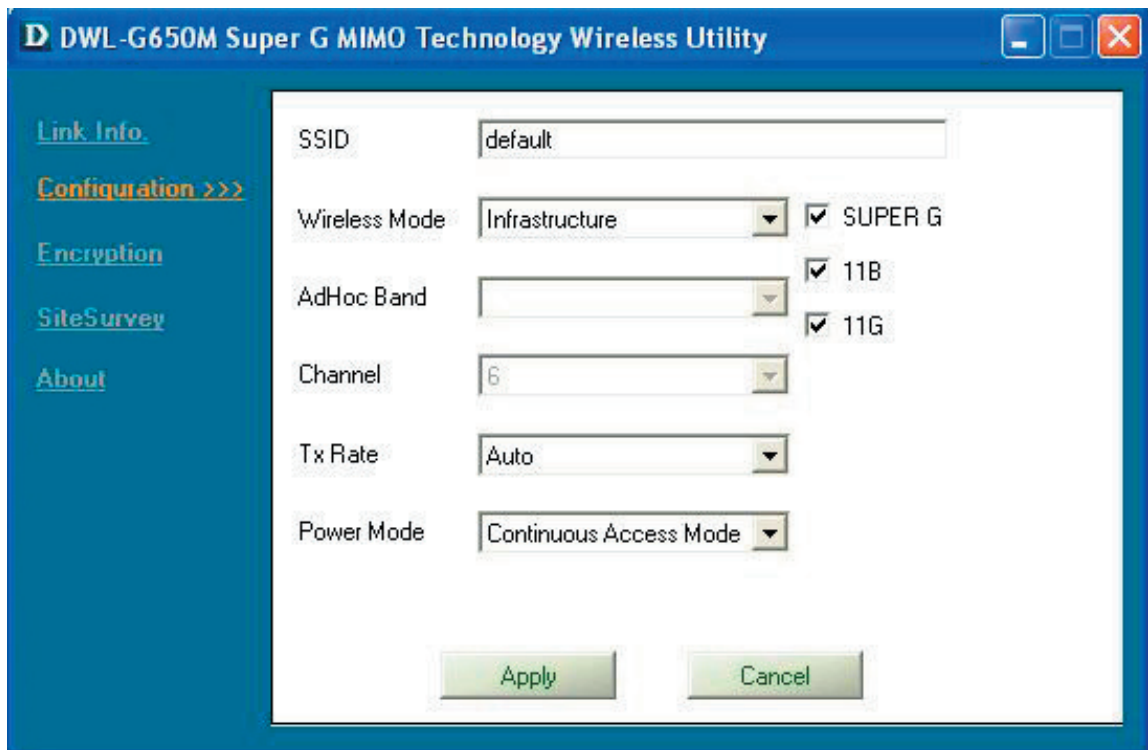 D DWL-G650M Super G MIMO Technology Wireless Utility
Link Info.
Configuration >>>
Encryption
SiteSurvey
About
SSID
default
Wireless Mode
Infrastructure
SUPER G
11B
AdHoc Band
11G
Channel
6
Tx Rate
Auto
Power Mode
Continuous Access Mode
Apply
Cancel